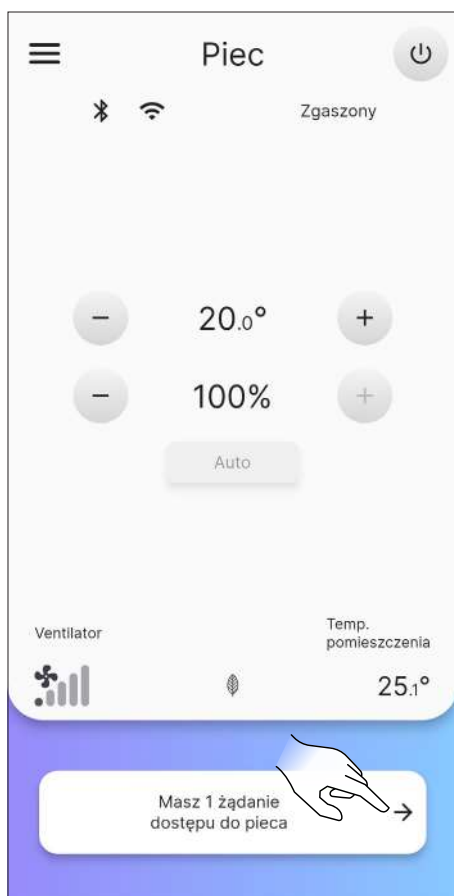 Piec
Zgaszony
20.0°
100%
Auto
Ventilator
Temp.
pomieszczenia
25.1°
Masz 1 żądanie
dostępu do pieca